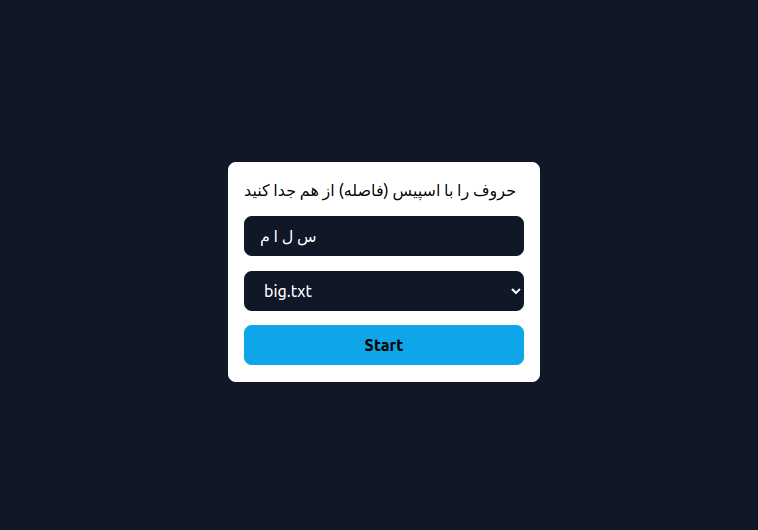 حروف را با اسپیس (فاصله) از هم جدا کنید
س ل ا م
big.txt
Start